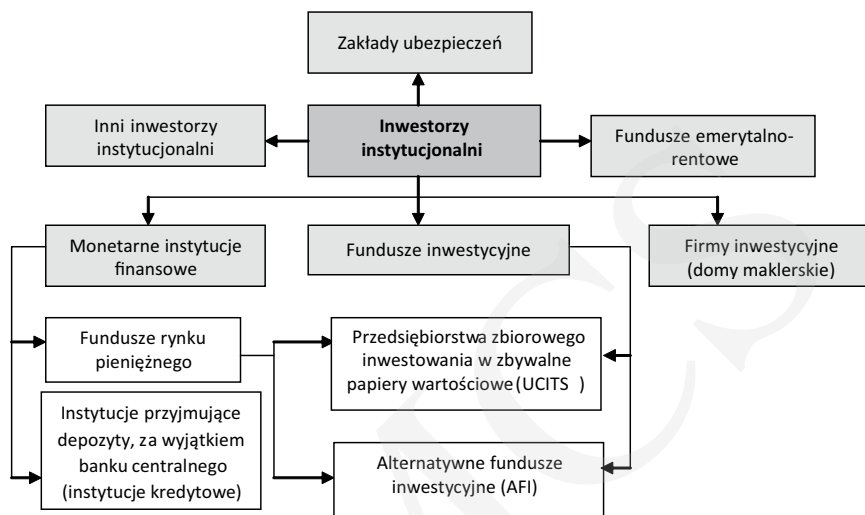 Zakłady ubezpieczeń
Inni inwestorzy
instytucjonalni
Inwestorzy
instytucjonalni
Fundusze emerytalno-
rentowe
Monetarne instytucje
finansowe
Fundusze inwestycyjne
Firmy inwestycyjne
(domy maklerskie)
Fundusze rynku
pieniężnego
Przedsiębiorstwa zbiorowego
inwestowania w zbywalne
papiery wartościowe (UCITS )
Instytucje przyjmujące
depozyty, za wyjątkiem
banku centralnego
(instytucje kredytowe)
Alternatywne fundusze
inwestycyjne (AFI)